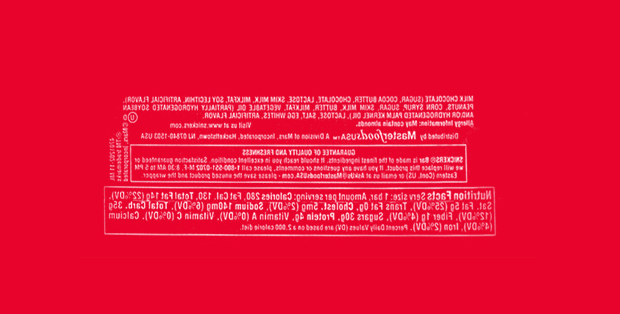 MILK CHOCOLATE (SUGAR, COCOA BUTTER, CHOCOLATE, LACTOSE, SKIM MILK, MILKFAT, SOY LECITHIN, ARTIFICIAL FLAVOR),
PEANUTS, CORN SYRUP, SUGAR, SKIM MILK, BUTTER, MILKFAT, VEGETABLE OIL (PARTIALLY HYDROGENATED SOYBEAN
AND/OR HYDROGENATED PALM KERNEL OIL), LACTOSE, SALT, EGG WHITES, ARTIFICIAL FLAVOR.
Allergy Information: May contain almonds. Visit us at www.snickers.com
Distributed by Masterfoods USA™ A Division of Mars, Incorporated, Hackettstown, NJ 07840-1503 USA
GUARANTEE OF QUALITY AND FRESHNESS
SNICKERS® Bar is made of the finest ingredients. It should reach you in excellent condition. Satisfaction guaranteed or
we will replace this product. If you have any questions or comments, please call 1-800-551-0702 M-F, 8:30 AM to 5 PM
Eastern (Cont. US) or email us at AskUs@MasterfoodsUSA.com - please save the unused product and the wrapper.
Nutrition Facts Serv size: 1 bar, Amount per serving: Calories 280, Fat Cal. 130, Total Fat 14g (22%DV),
Sat. Fat 5g (25%DV), Trans Fat 0g, Cholest. 5mg (2%DV), Sodium 140mg (6%DV), Total Carb. 35g
(12%DV), Fiber 1g (4%DV), Sugars 30g, Protein 4g, Vitamin A (0%DV), Vitamin C (0%DV), Calcium
(4%DV), Iron (2%DV). Percent Daily Values (DV) are based on a 2,000 calorie diet.